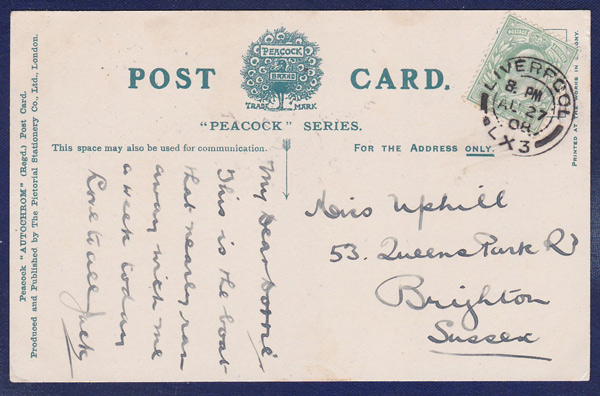 POST CARD.
PEACOCK
BRAND
TRADE MARK
"PEACOCK" SERIES.
This space may also be used for communication.
FOR THE ADDRESS ONLY.
LIVERPOOL
8. PM
AU 27
08
LX3
PRINTED AT THE WORKS IN
Peacock "AUTOCHROM" (Regd.) Post Card.
Produced and Published by The Pictorial Stationery Co., Ltd., London.
My Dear
This is the boat
that nearly ran
away with me
a week today
Love to all Jack
Miss Uphill
53. Queens Park Rd
Brighton
Sussex